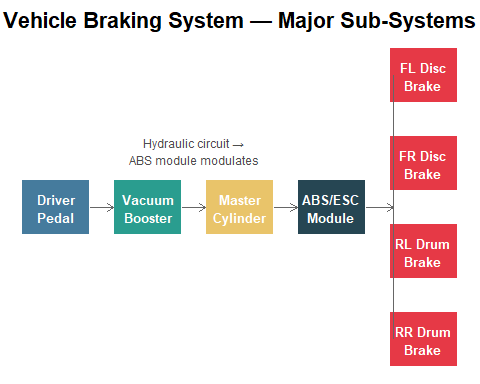 Vehicle Braking System — Major Sub-Systems
FL Disc
Brake
Hydraulic circuit →
ABS module modulates
FR Disc
Brake
Driver
Pedal
Vacuum
Booster
Master
Cylinder
ABS/ESC
Module
RL Drum
Brake
RR Drum
Brake